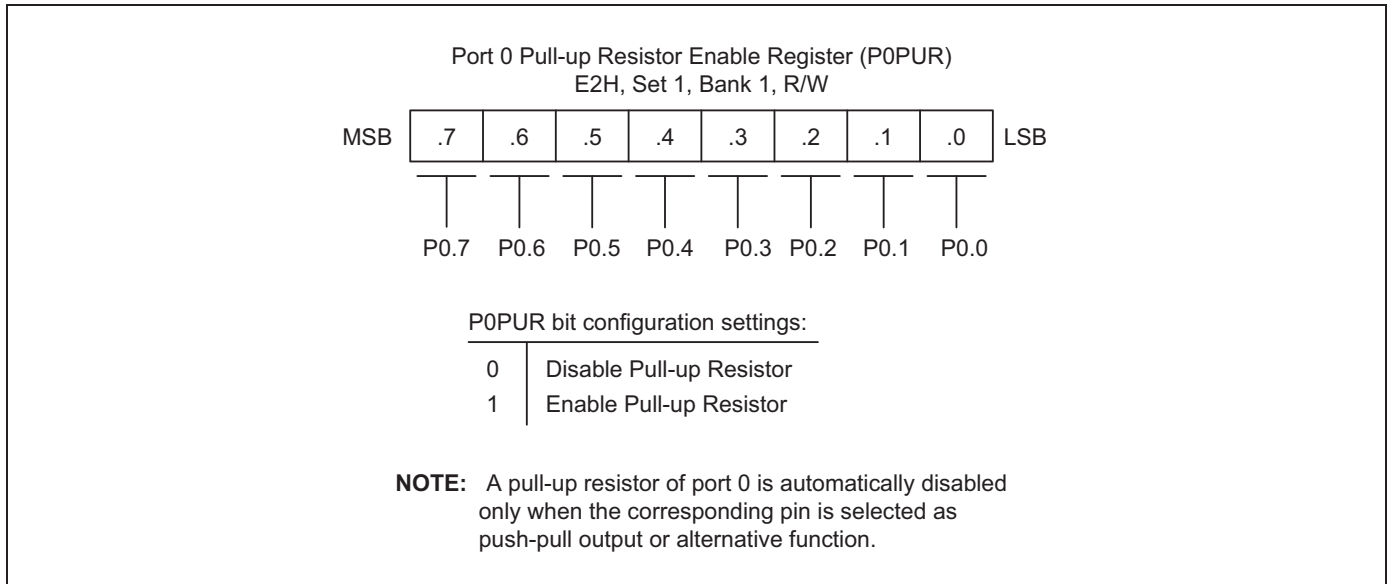 Port 0 Pull-up Resistor Enable Register (P0PUR)
E2H, Set 1, Bank 1, R/W
MSB .7 .6 .5 .4 .3 .2 .1 .0 LSB
P0.7 P0.6 P0.5 P0.4 P0.3 P0.2 P0.1 P0.0
P0PUR bit configuration settings:
0 Disable Pull-up Resistor
1 Enable Pull-up Resistor
NOTE: A pull-up resistor of port 0 is automatically disabled
only when the corresponding pin is selected as
push-pull output or alternative function.